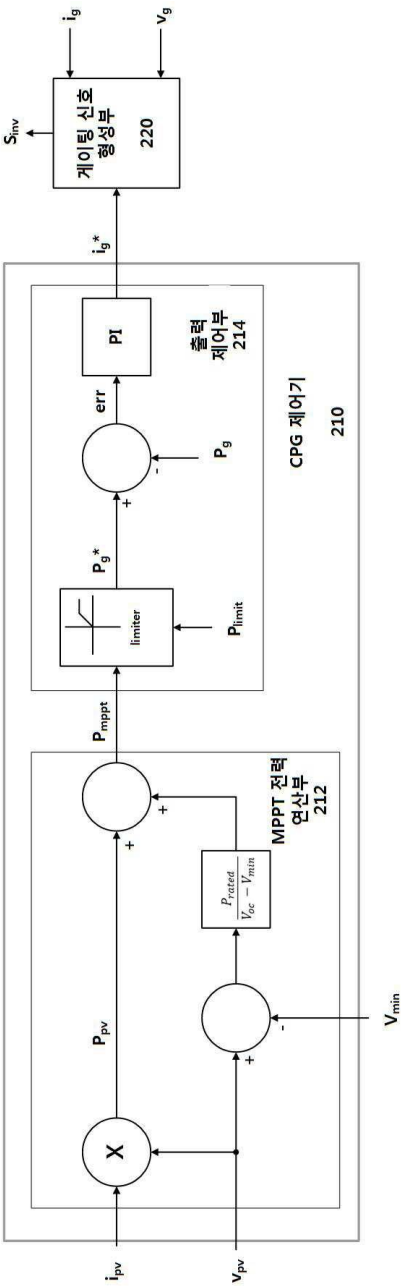 i_pv
v_pv
X
P_pv
+
-
V_min
P_rated
V_oc − V_min
+
+
MPPT 전력
연산부
212
P_mppt
limiter
P_limit
P_g*
+
-
P_g
err
PI
출력
제어부
214
CPG 제어기
210
i_g*
게이팅 신호
형성부
220
S_inv
i_g
v_g